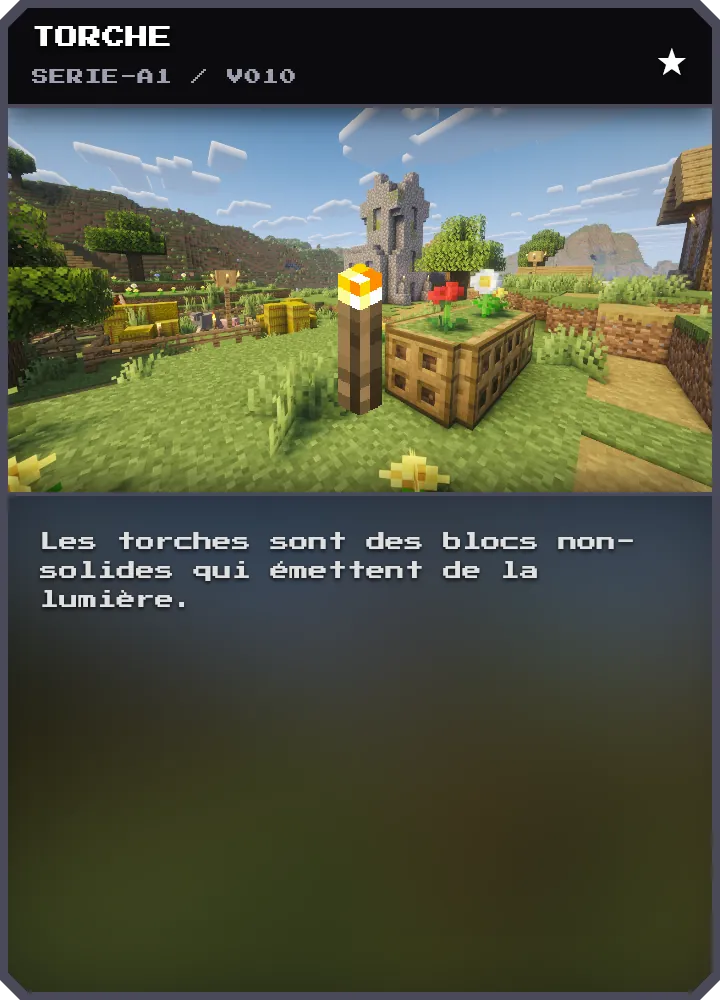 TORCHE
SERIE-A1 / V010
Les torches sont des blocs non-
solides qui émettent de la
lumière.